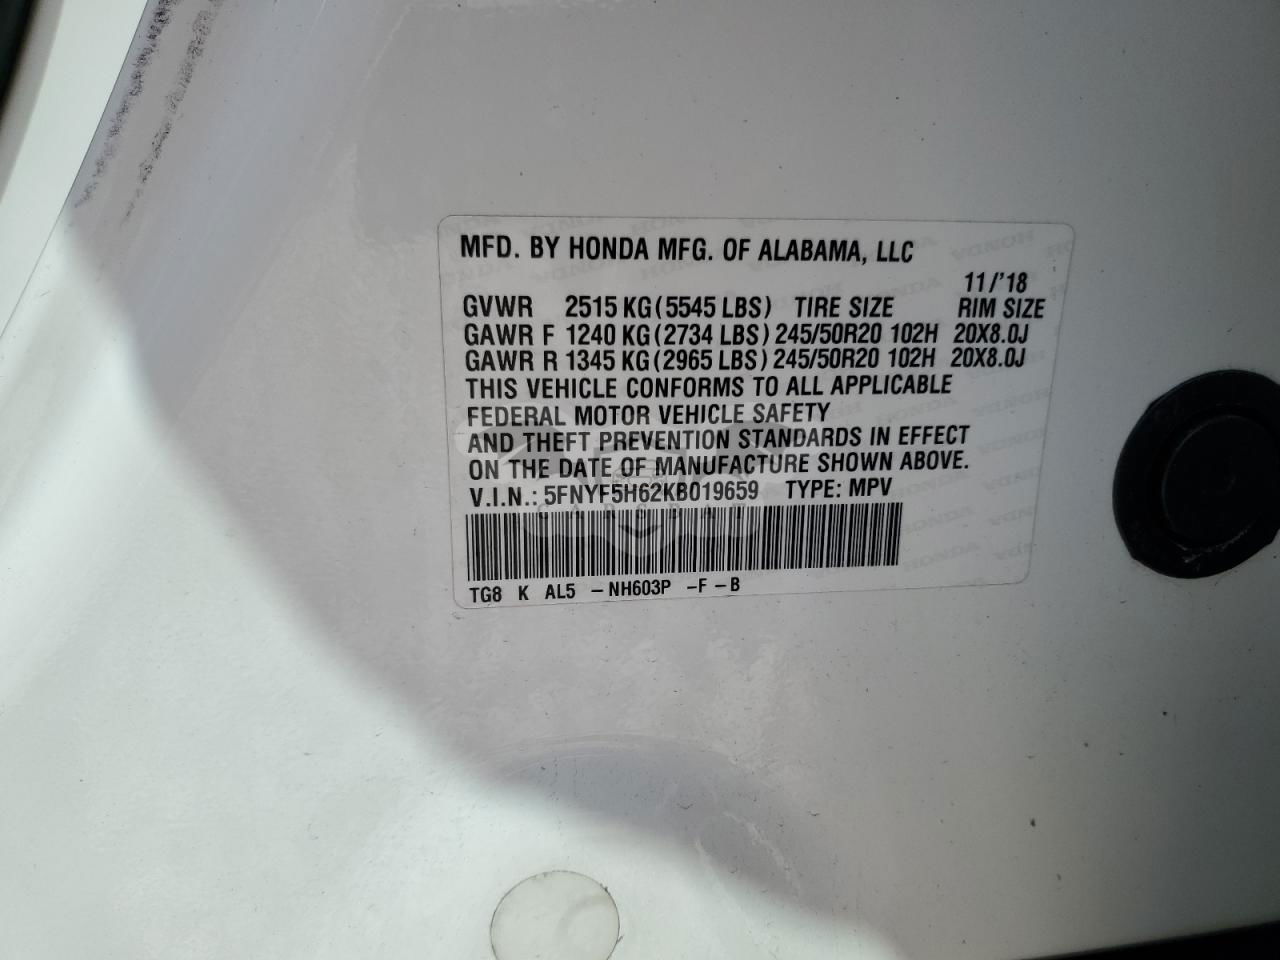 MFD. BY HONDA MFG. OF ALABAMA, LLC
11/'18
GVWR 2515 KG (5545 LBS) TIRE SIZE RIM SIZE
GAWR F 1240 KG (2734 LBS) 245/50R20 102H 20X8.0J
GAWR R 1345 KG (2965 LBS) 245/50R20 102H 20X8.0J
THIS VEHICLE CONFORMS TO ALL APPLICABLE
FEDERAL MOTOR VEHICLE SAFETY
AND THEFT PREVENTION STANDARDS IN EFFECT
ON THE DATE OF MANUFACTURE SHOWN ABOVE.
V.I.N.: 5FNYF5H62KB019659 TYPE: MPV
TG8 K AL5 -NH603P -F-B